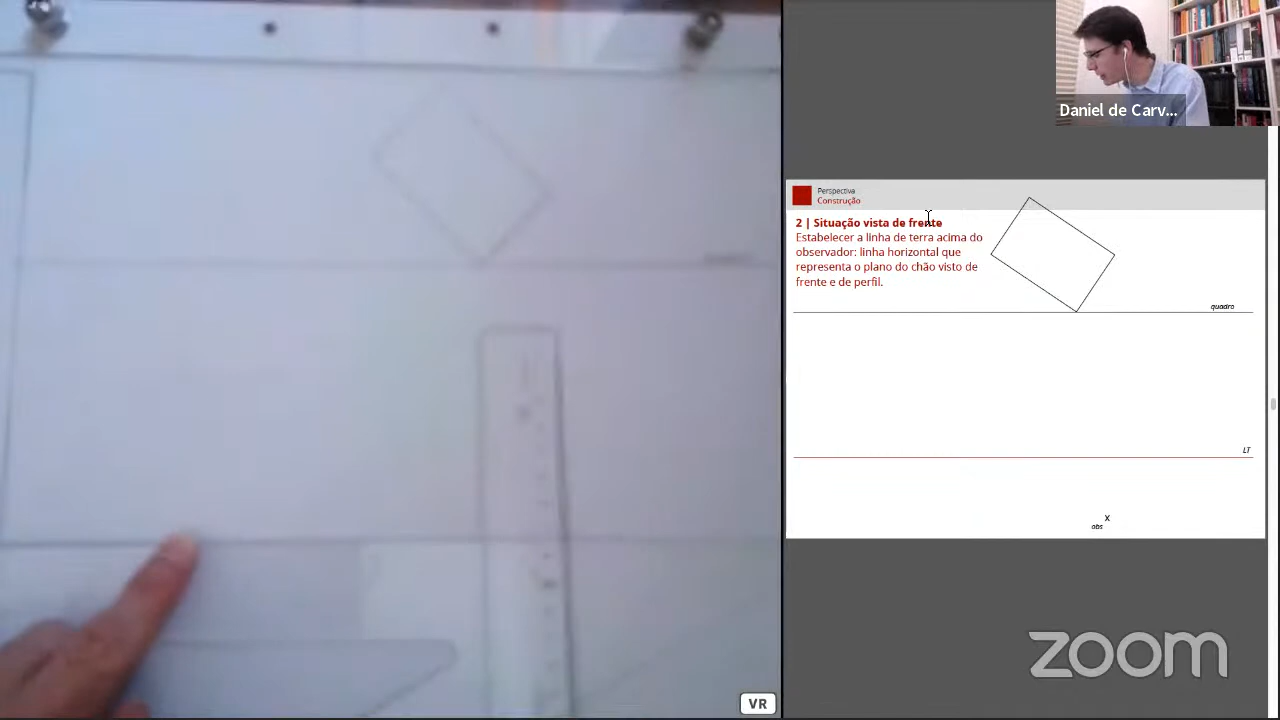 Daniel de Carv...
Perspectiva
Construção
2 | Situação vista de frente
Estabelecer a linha de terra acima do
observador: linha horizontal que
representa o plano do chão visto de
frente e de perfil.
quadro
LT
x
obs
zoom
VR